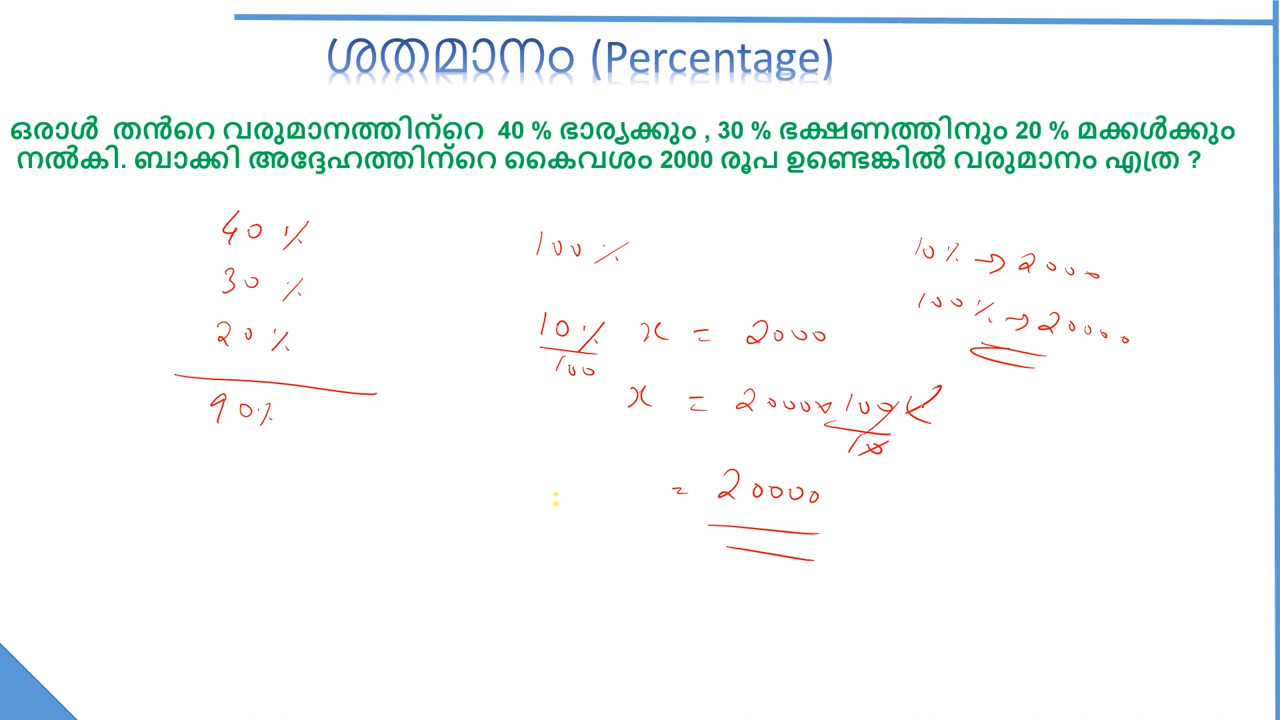 ശതമാനം (Percentage)
ഒരാൾ തൻറെ വരുമാനത്തിന്റെ 40 % ഭാര്യക്കും , 30 % ഭക്ഷണത്തിനും 20 % മക്കൾക്കും
നൽകി. ബാക്കി അദ്ദേഹത്തിന്റെ കൈവശം 2000 രൂപ ഉണ്ടെങ്കിൽ വരുമാനം എത്ര ?
40 %
30 %
20 %
90%
100 %
10% x = 2000
100
x = 2000 x 100
10
= 20000
:
10% → 2000
100% → 20000